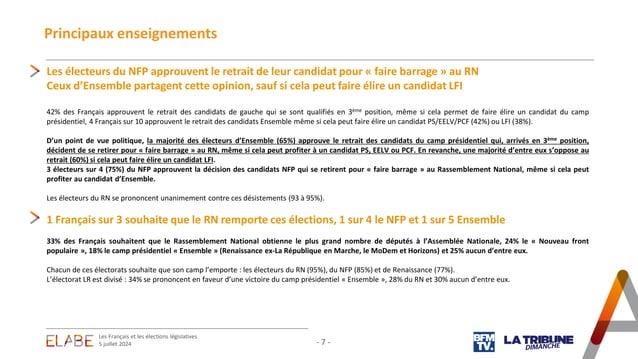 Principaux enseignements
Les électeurs du NFP approuvent le retrait de leur candidat pour « faire barrage » au RN
Ceux d’Ensemble partagent cette opinion, sauf si cela peut faire élire un candidat LFI
42% des Français approuvent le retrait des candidats de gauche qui se sont qualifiés en 3ème position, même si cela permet de faire élire un candidat du camp
présidentiel, 4 Français sur 10 approuvent le retrait des candidats Ensemble même si cela peut faire élire un candidat PS/EELV/PCF (42%) ou LFI (38%).
D’un point de vue politique, la majorité des électeurs d’Ensemble (65%) approuve le retrait des candidats du camp présidentiel qui, arrivés en 3ème position,
décident de se retirer pour « faire barrage » au RN, même si cela peut profiter à un candidat PS, EELV ou PCF. En revanche, une majorité d’entre eux s’oppose au
retrait (60%) si cela peut faire élire un candidat LFI.
3 électeurs sur 4 (75%) du NFP approuvent la décision des candidats NFP qui se retirent pour « faire barrage » au Rassemblement National, même si cela peut
profiter au candidat d’Ensemble.
Les électeurs du RN se prononcent unanimement contre ces désistements (93 à 95%).
1 Français sur 3 souhaite que le RN remporte ces élections, 1 sur 4 le NFP et 1 sur 5 Ensemble
33% des Français souhaitent que le Rassemblement National obtienne le plus grand nombre de députés à l’Assemblée Nationale, 24% le « Nouveau front
populaire », 18% le camp présidentiel « Ensemble » (Renaissance ex-La République en Marche, le MoDem et Horizons) et 25% aucun d’entre eux.
Chacun de ces électorats souhaite que son camp l’emporte : les électeurs du RN (95%), du NFP (85%) et de Renaissance (77%).
L’électorat LR est divisé : 34% se prononcent en faveur d’une victoire du camp présidentiel « Ensemble », 28% du RN et 30% aucun d’entre eux.
ELABE
Les Français et les élections législatives
5 juillet 2024
- 7 -
BFM
TV.
LA TRIBUNE
DIMANCHE